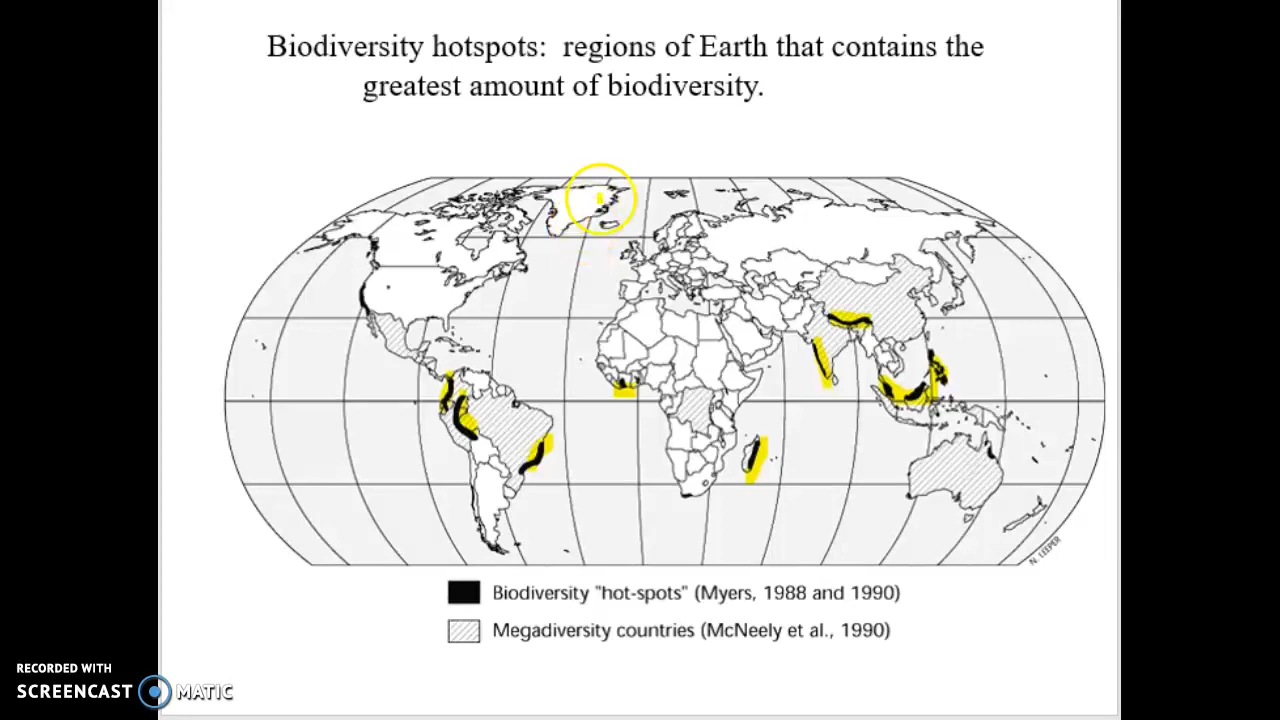 Biodiversity hotspots: regions of Earth that contains the
greatest amount of biodiversity.
N. LEEPER
Biodiversity "hot-spots" (Myers, 1988 and 1990)
Megadiversity countries (McNeely et al., 1990)
RECORDED WITH
SCREENCAST MATIC